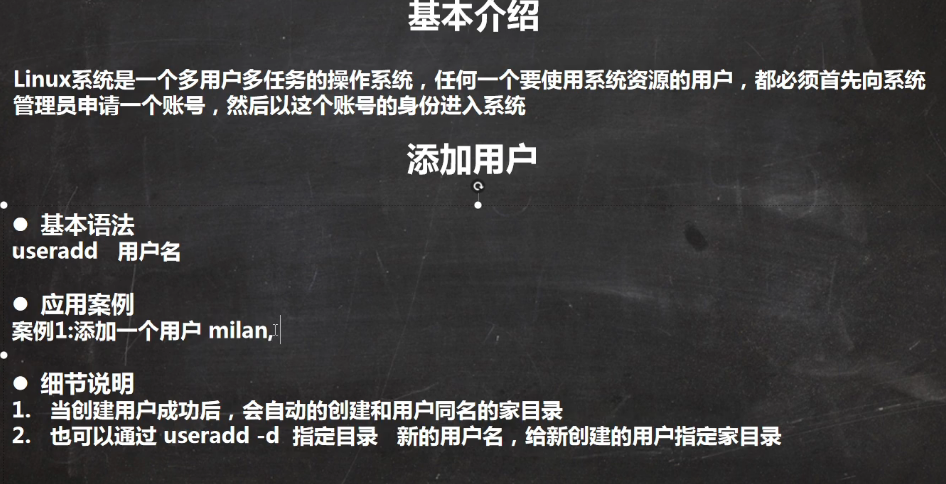 基本介绍
Linux系统是一个多用户多任务的操作系统，任何一个要使用系统资源的用户，都必须首先向系统
管理员申请一个账号，然后以这个账号的身份进入系统
添加用户
● 基本语法
useradd 用户名
● 应用案例
案例1:添加一个用户 milan,
● 细节说明
1. 当创建用户成功后，会自动的创建和用户同名的家目录
2. 也可以通过 useradd -d 指定目录 新的用户名，给新创建的用户指定家目录